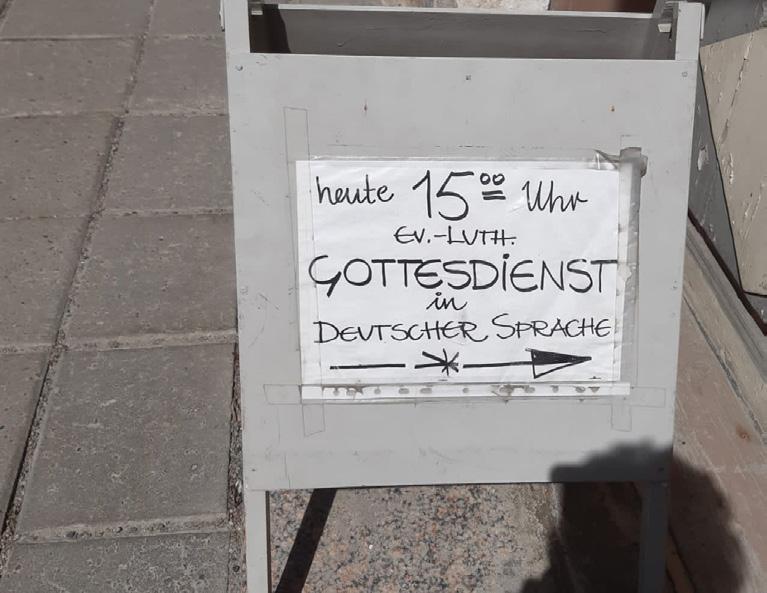 heute 15⁰⁰ Uhr
EV.-LUTH.
GOTTESDIENST
in
DEUTSCHER SPRACHE